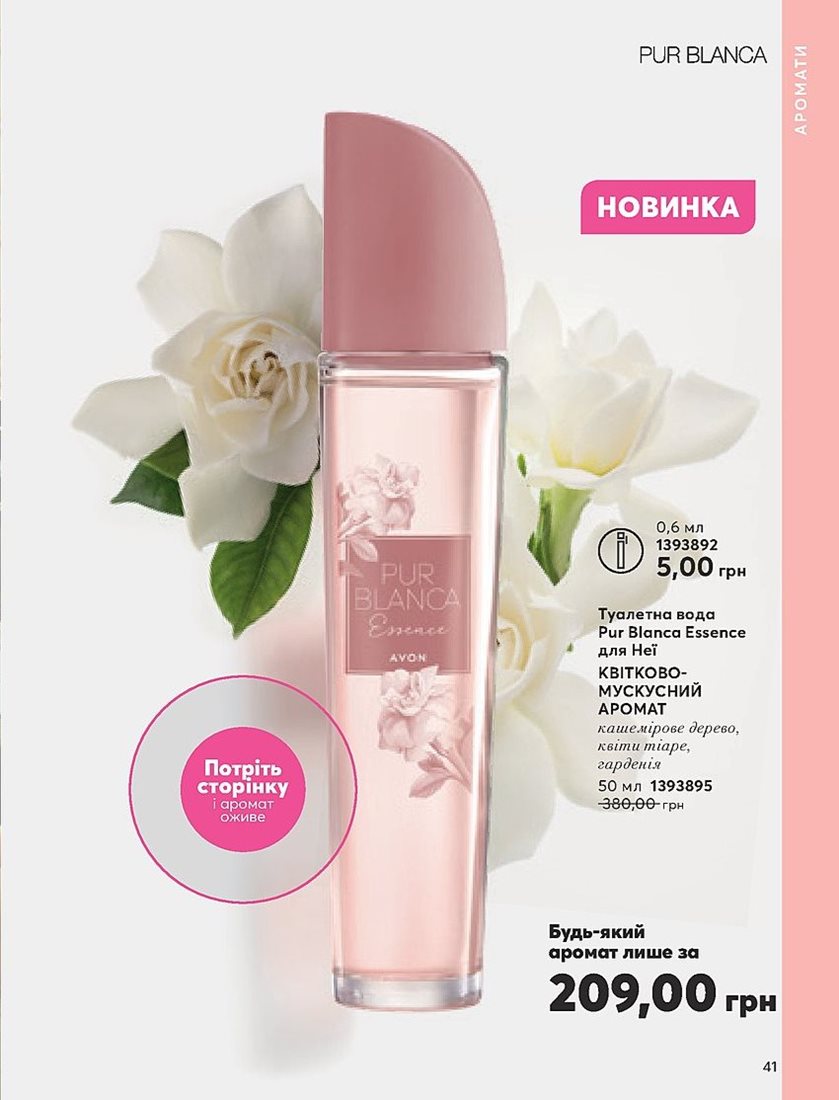 PUR BLANCA
АРОМАТИ
НОВИНКА
PUR
BLANCA
Essence
AVON
0,6 мл
1393892
5,00 грн
Туалетна вода
Pur Blanca Essence
для Неї
КВІТКОВО-
МУСКУСНИЙ
АРОМАТ
кашемірове дерево,
квіти тіаре,
гарденія
50 мл 1393895
380,00 грн
Потріть
сторінку
і аромат
оживе
Будь-який
аромат лише за
209,00 грн
41